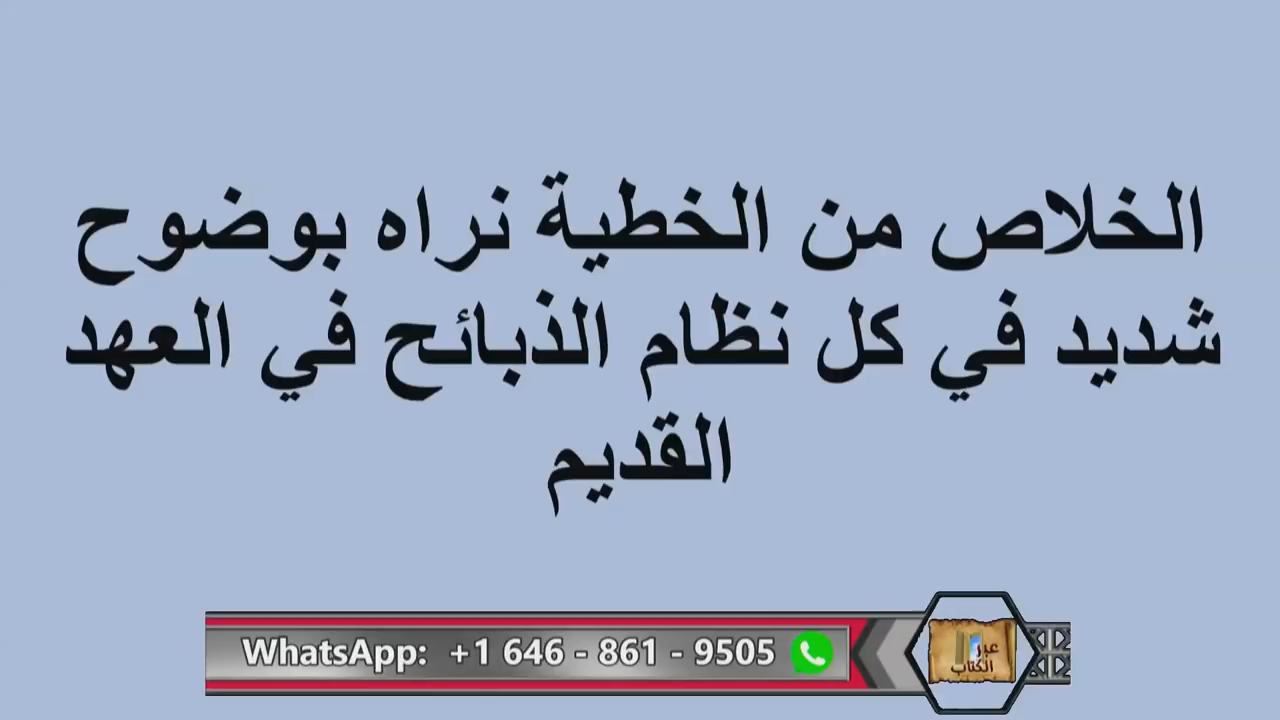 الخلاص من الخطية نراه بوضوح
شديد في كل نظام الذبائح في العهد
القديم
WhatsApp: +1 646 - 861 - 9505
عبر
الكتاب